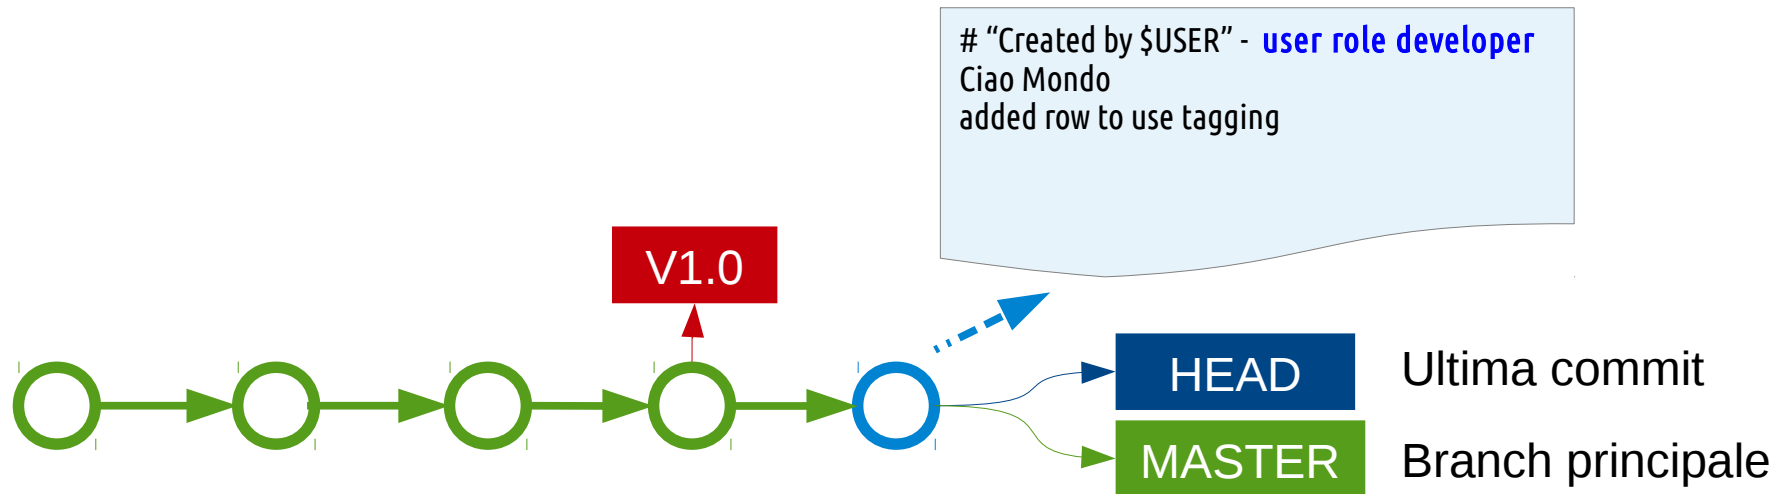 # “Created by $USER” - user role developer
Ciao Mondo
added row to use tagging
V1.0
HEAD
Ultima commit
MASTER
Branch principale